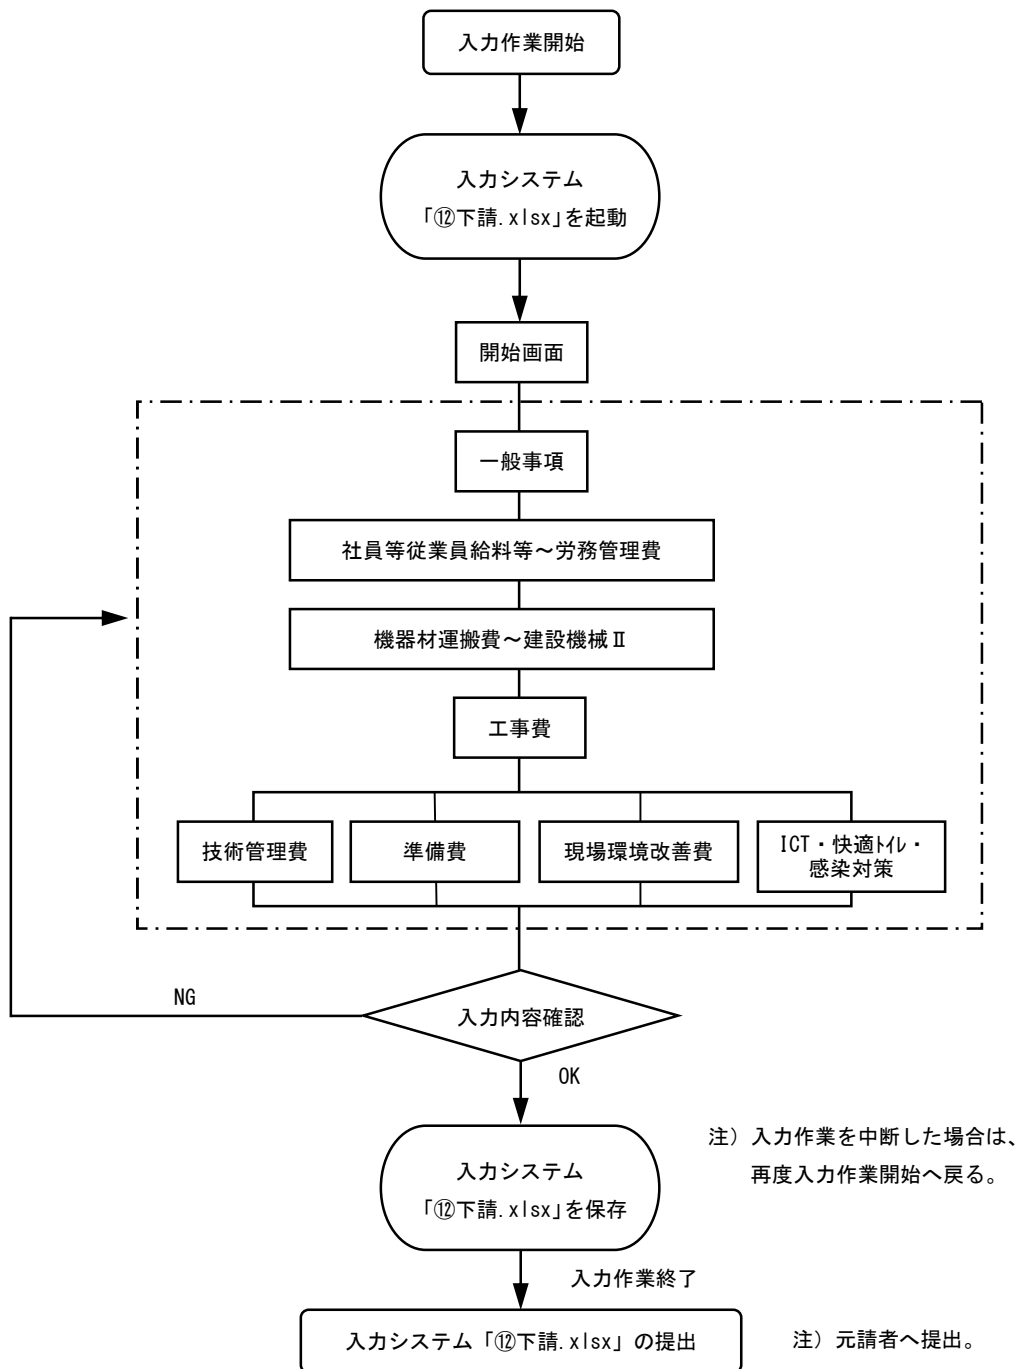 入力作業開始
入力システム
「⑫下請.xlsx」を起動
開始画面
一般事項
社員等従業員給料等～労務管理費
機器材運搬費～建設機械Ⅱ
工事費
技術管理費
準備費
現場環境改善費
ICT・快適ﾄｲﾚ・
感染対策
NG
入力内容確認
OK
注）入力作業を中断した場合は、
再度入力作業開始へ戻る。
入力システム
「⑫下請.xlsx」を保存
入力作業終了
入力システム「⑫下請.xlsx」の提出
注）元請者へ提出。